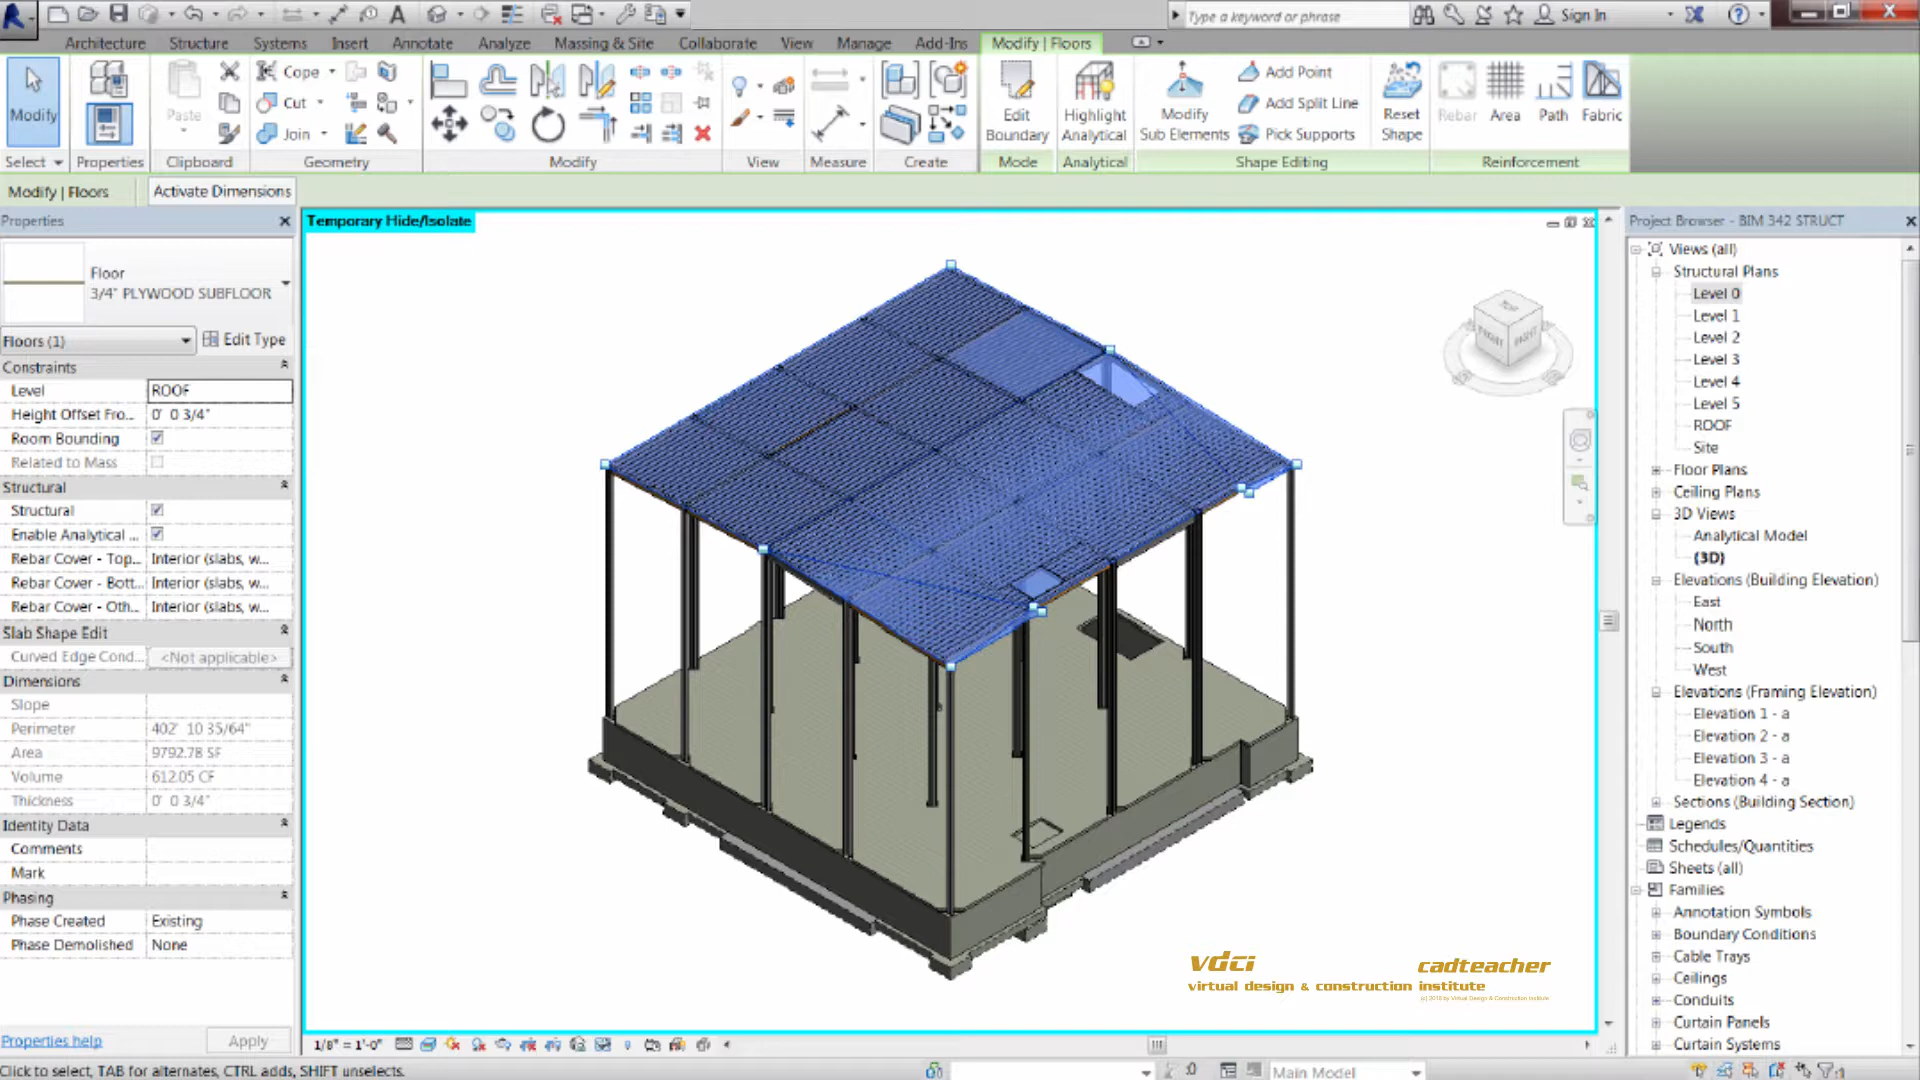 Type a keyword or phrase
Sign In
Architecture Structure Systems Insert Annotate Analyze Massing & Site Collaborate View Manage Add-Ins Modify | Floors
Modify
Paste
Cope
Cut
Join
Edit Boundary
Highlight Analytical
Modify Sub Elements
Add Point
Add Split Line
Pick Supports
Reset Shape
Rebar Area Path Fabric
Select Properties Clipboard Geometry Modify View Measure Create Mode Analytical Shape Editing Reinforcement
Modify | Floors Activate Dimensions
Properties
Floor
3/4" PLYWOOD SUBFLOOR
Floors (1) Edit Type
Constraints
Level ROOF
Height Offset Fro... 0' 0 3/4"
Room Bounding
Related to Mass
Structural
Structural
Enable Analytical ...
Rebar Cover - Top... Interior (slabs, w...
Rebar Cover - Bott... Interior (slabs, w...
Rebar Cover - Oth... Interior (slabs, w...
Slab Shape Edit
Curved Edge Cond... <Not applicable>
Dimensions
Slope
Perimeter 402' 10 35/64"
Area 9792.78 SF
Volume 612.05 CF
Thickness 0' 0 3/4"
Identity Data
Comments
Mark
Phasing
Phase Created Existing
Phase Demolished None
Properties help Apply
Temporary Hide/Isolate
FRONT RIGHT
vdci cadteacher
virtual design & construction institute
1/8" = 1'-0"
Project Browser - BIM 342 STRUCT
Views (all)
Structural Plans
Level 0
Level 1
Level 2
Level 3
Level 4
Level 5
ROOF
Site
Floor Plans
Ceiling Plans
3D Views
Analytical Model
{3D}
Elevations (Building Elevation)
East
North
South
West
Elevations (Framing Elevation)
Elevation 1 - a
Elevation 2 - a
Elevation 3 - a
Elevation 4 - a
Sections (Building Section)
Legends
Schedules/Quantities
Sheets (all)
Families
Annotation Symbols
Boundary Conditions
Cable Trays
Ceilings
Conduits
Curtain Panels
Curtain Systems
Click to select, TAB for alternates, CTRL adds, SHIFT unselects.
:0
Main Model
:1